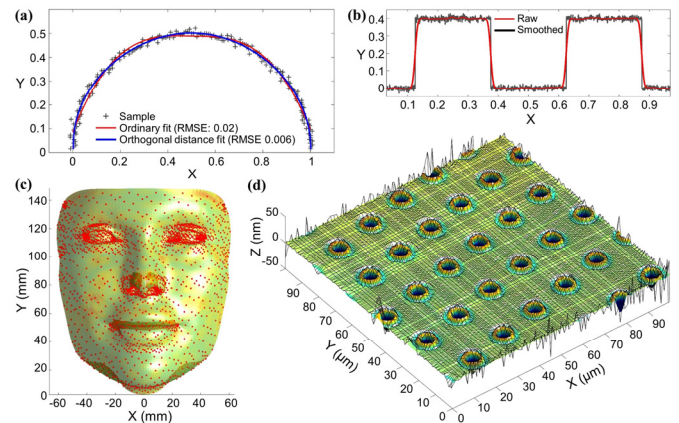 (a)
Y
0.5
0.4
0.3
0.2
0.1
0
Sample
Ordinary fit (RMSE: 0.02)
Orthogonal distance fit (RMSE 0.006)
0 0.2 0.4 0.6 0.8 1
X
(b)
Y
0.4
0.3
0.2
0.1
0
Raw
Smoothed
0.1 0.2 0.3 0.4 0.5 0.6 0.7 0.8 0.9
X
(c)
Y (mm)
140
120
100
80
60
40
20
0
-60 -40 -20 0 20 40 60
X (mm)
(d)
Z (nm)
50
0
-50
90
80
70
60
50
40
30
20
10
0
Y (µm)
0
10
20
30
40
50
60
70
80
90
X (µm)